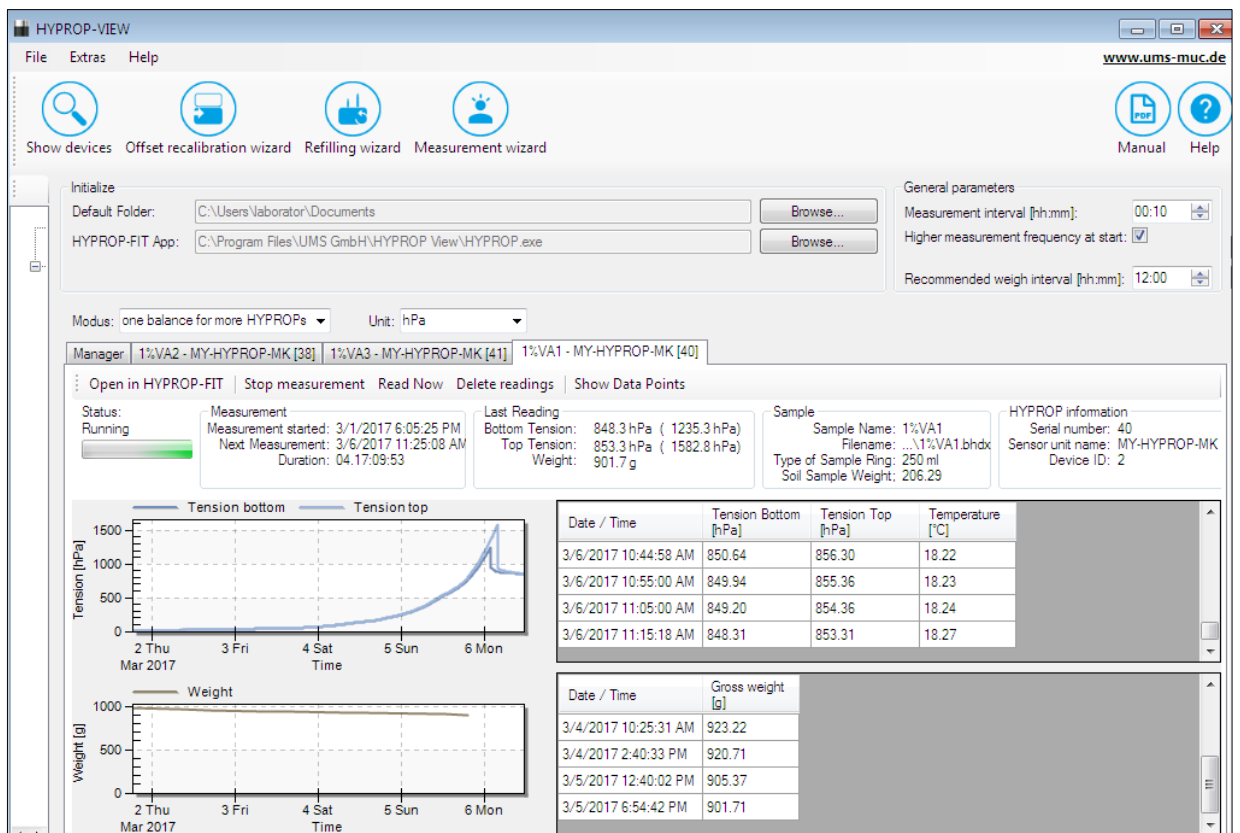 HYPROP-VIEW
File Extras Help www.ums-muc.de
Show devices Offset recalibration wizard Refilling wizard Measurement wizard PDF Manual ? Help
Initialize
Default Folder: C:\Users\laborator\Documents Browse...
HYPROP-FIT App: C:\Program Files\UMS GmbH\HYPROP View\HYPROP.exe Browse...
General parameters
Measurement interval [hh:mm]: 00:10
Higher measurement frequency at start:
Recommended weigh interval [hh:mm]: 12:00
Modus: one balance for more HYPROPs Unit: hPa
Manager 1%VA2 - MY-HYPROP-MK [38] 1%VA3 - MY-HYPROP-MK [41] 1%VA1 - MY-HYPROP-MK [40]
Open in HYPROP-FIT Stop measurement Read Now Delete readings Show Data Points
Status:
Running
Measurement
Measurement started: 3/1/2017 6:05:25 PM
Next Measurement: 3/6/2017 11:25:08 AM
Duration: 04.17:09:53
Last Reading
Bottom Tension: 848.3 hPa ( 1235.3 hPa)
Top Tension: 853.3 hPa ( 1582.8 hPa)
Weight: 901.7 g
Sample
Sample Name: 1%VA1
Filename: ...\1%VA1.bhdx
Type of Sample Ring: 250 ml
Soil Sample Weight; 206.29
HYPROP information
Serial number: 40
Sensor unit name: MY-HYPROP-MK
Device ID: 2
Tension bottom Tension top
Tension [hPa]
1500
1000
500
0
2 Thu 3 Fri 4 Sat 5 Sun 6 Mon
Mar 2017 Time
Date / Time Tension Bottom [hPa] Tension Top [hPa] Temperature [°C]
3/6/2017 10:44:58 AM 850.64 856.30 18.22
3/6/2017 10:55:00 AM 849.94 855.36 18.23
3/6/2017 11:05:00 AM 849.20 854.36 18.24
3/6/2017 11:15:18 AM 848.31 853.31 18.27
Weight
Weight [g]
1000
500
0
2 Thu 3 Fri 4 Sat 5 Sun 6 Mon
Mar 2017 Time
Date / Time Gross weight [g]
3/4/2017 10:25:31 AM 923.22
3/4/2017 2:40:33 PM 920.71
3/5/2017 12:40:02 PM 905.37
3/5/2017 6:54:42 PM 901.71